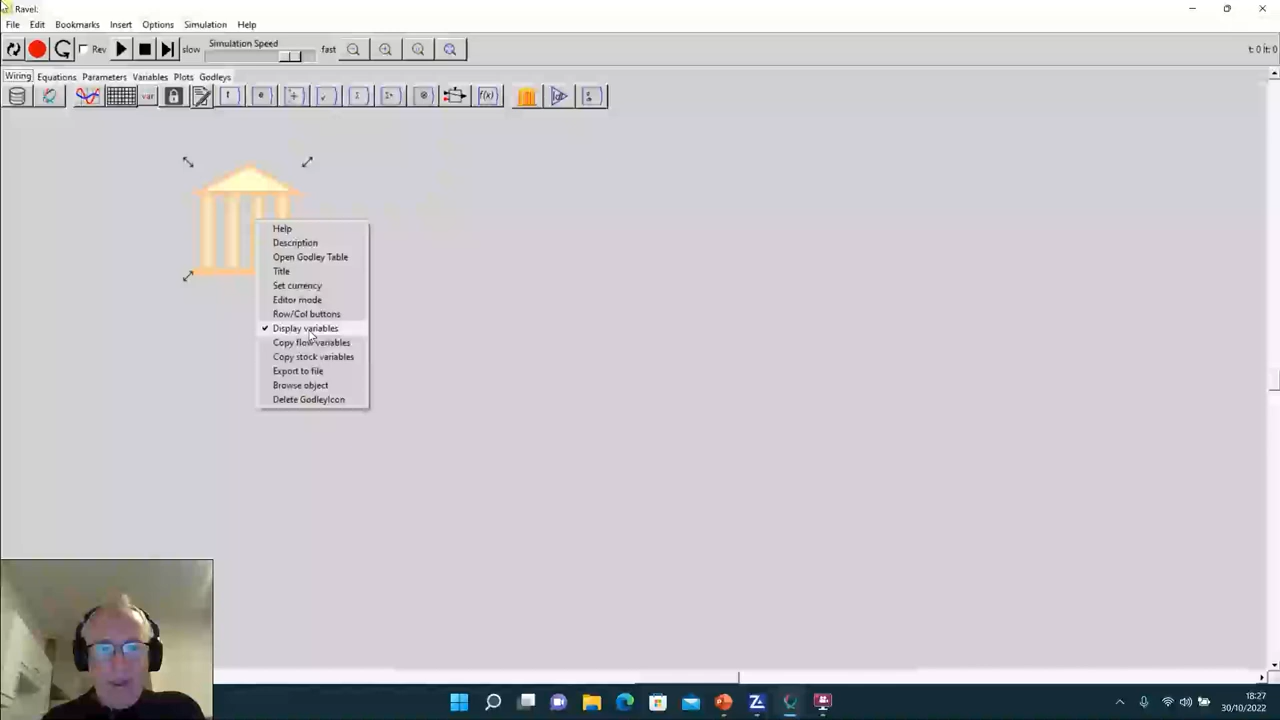 Ravel:
File Edit Bookmarks Insert Options Simulation Help
Rev slow Simulation Speed fast t: 0
Wiring Equations Parameters Variables Plots Godleys
var f(x)
Help
Description
Open Godley Table
Title
Set currency
Editor mode
Row/Col buttons
✔ Display variables
Copy flow variables
Copy stock variables
Export to file
Browse object
Delete GodleyIcon
18:27
30/10/2022